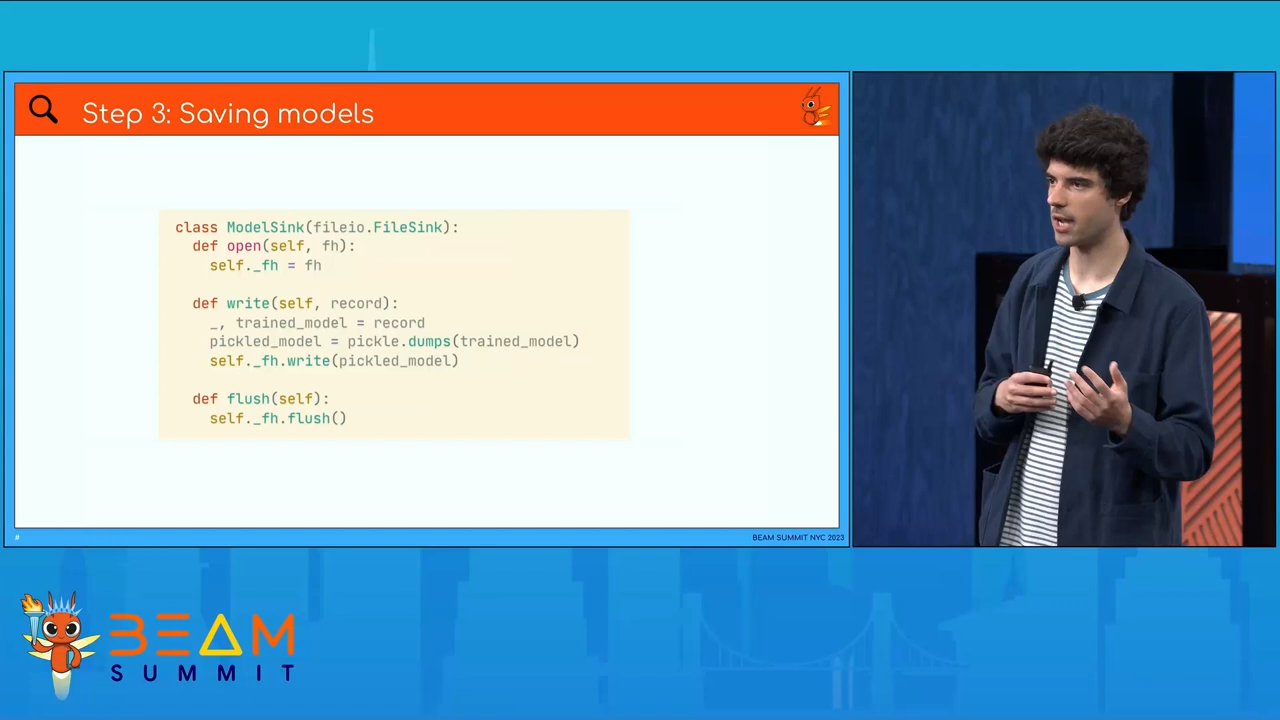 Step 3: Saving models
class ModelSink(fileio.FileSink):
  def open(self, fh):
    self._fh = fh

  def write(self, record):
    _, trained_model = record
    pickled_model = pickle.dumps(trained_model)
    self._fh.write(pickled_model)

  def flush(self):
    self._fh.flush()
#
BEAM SUMMIT NYC 2023
BEAM
SUMMIT